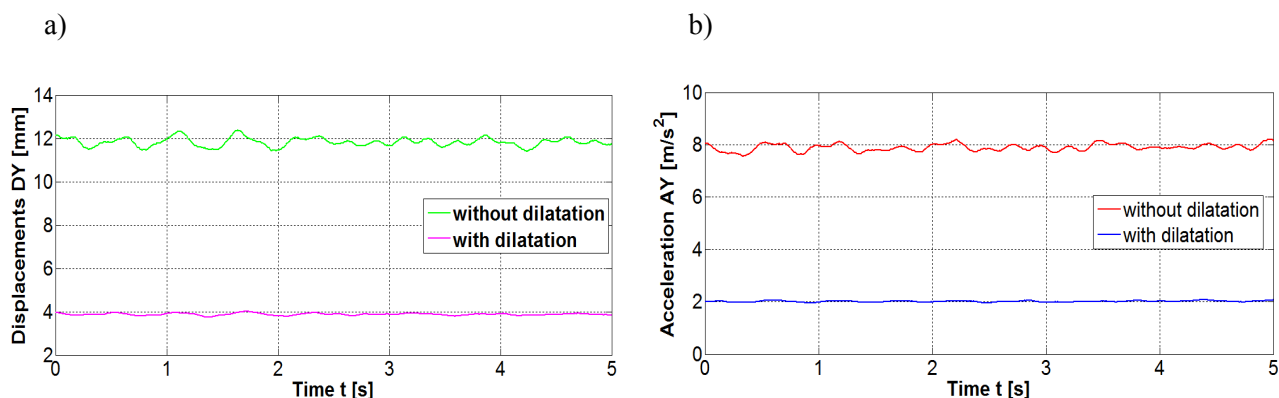 a)
14
12
10
8
6
4
2
0 1 2 3 4 5
Displacements DY [mm]
Time t [s]
without dilatation
with dilatation
b)
10
8
6
4
2
0
0 1 2 3 4 5
Acceleration AY [m/s²]
Time t [s]
without dilatation
with dilatation